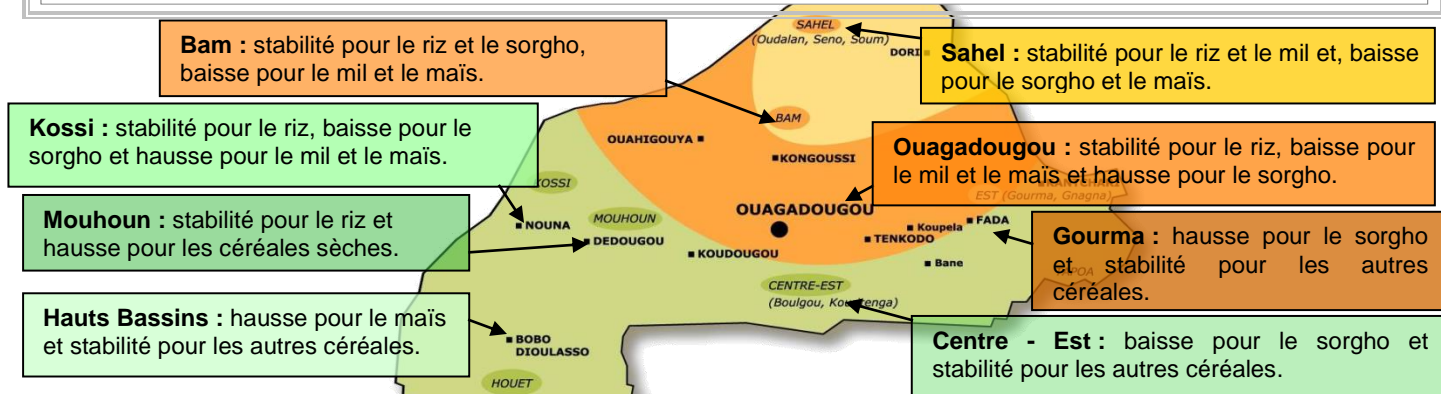 Bam : stabilité pour le riz et le sorgho,
baisse pour le mil et le maïs.
SAHEL
(Oudalan, Seno, Soum)
DORI
Sahel : stabilité pour le riz et le mil et, baisse
pour le sorgho et le maïs.
Kossi : stabilité pour le riz, baisse pour le
sorgho et hausse pour le mil et le maïs.
BAM
OUAHIGOUYA
KONGOUSSI
Ouagadougou : stabilité pour le riz, baisse pour
le mil et le maïs et hausse pour le sorgho.
KOSSI
EST (Gourma, Gnagna)
Mouhoun : stabilité pour le riz et
hausse pour les céréales sèches.
NOUNA
MOUHOUN
DEDOUGOU
OUAGADOUGOU
KOUDOUGOU
Koupela
FADA
TENKODO
Bane
Gourma : hausse pour le sorgho
et stabilité pour les autres
céréales.
CENTRE-EST
(Boulgou,
Hauts Bassins : hausse pour le maïs
et stabilité pour les autres céréales.
BOBO
DIOULASSO
HOUET
Centre - Est : baisse pour le sorgho et
stabilité pour les autres céréales.